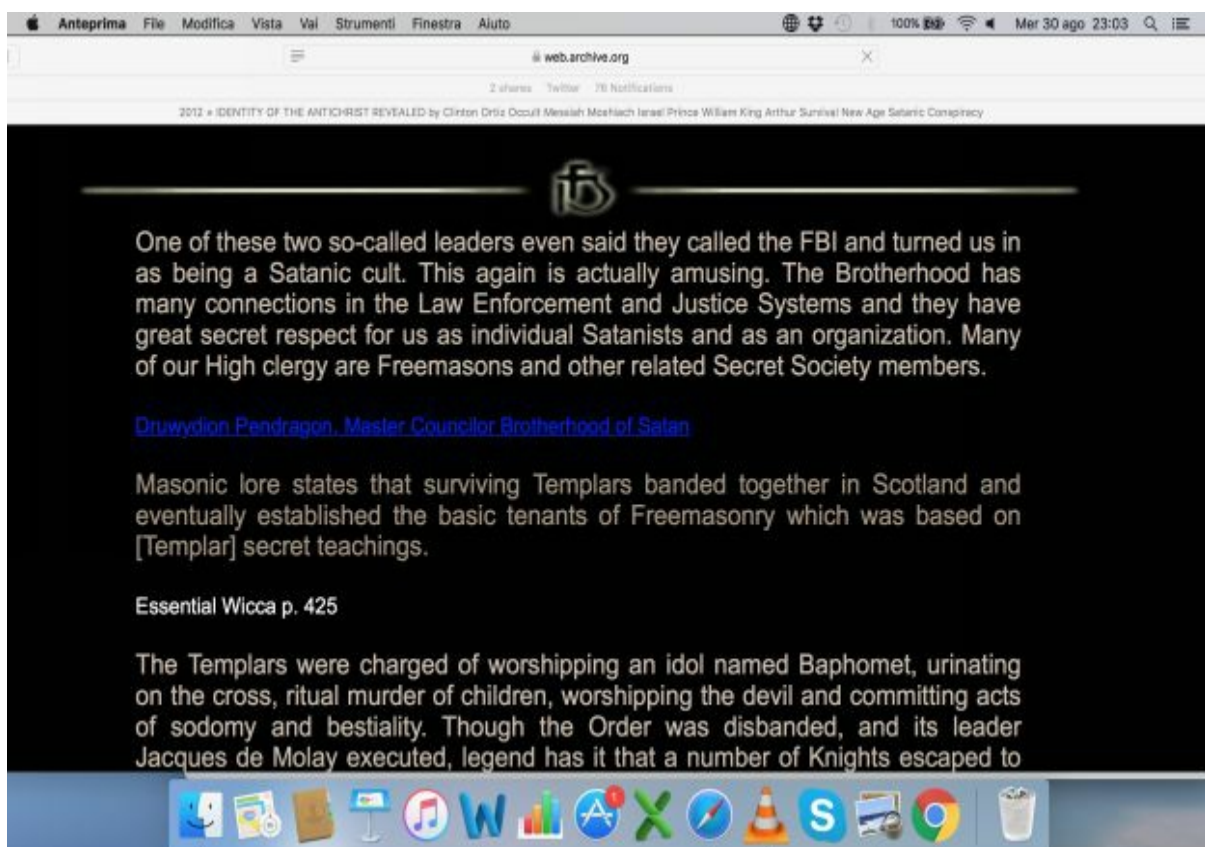 Anteprima File Modifica Vista Vai Strumenti Finestra Aiuto 100% Mer 30 ago 23:03
web.archive.org
2 shares Twitter 76 Notifications
2012 » IDENTITY OF THE ANTICHRIST REVEALED by Clinton Ortiz Occult Messiah Moshiach Israel Prince William King Arthur Survival New Age Satanic Conspiracy
One of these two so-called leaders even said they called the FBI and turned us in
as being a Satanic cult. This again is actually amusing. The Brotherhood has
many connections in the Law Enforcement and Justice Systems and they have
great secret respect for us as individual Satanists and as an organization. Many
of our High clergy are Freemasons and other related Secret Society members.
Druwydion Pendragon, Master Councilor Brotherhood of Satan
Masonic lore states that surviving Templars banded together in Scotland and
eventually established the basic tenants of Freemasonry which was based on
[Templar] secret teachings.
Essential Wicca p. 425
The Templars were charged of worshipping an idol named Baphomet, urinating
on the cross, ritual murder of children, worshipping the devil and committing acts
of sodomy and bestiality. Though the Order was disbanded, and its leader
Jacques de Molay executed, legend has it that a number of Knights escaped to